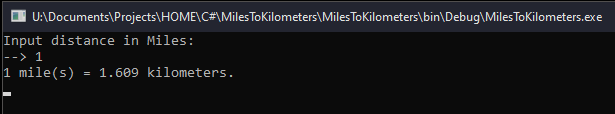 U:\Documents\Projects\HOME\C#\MilesToKilometers\MilesToKilometers\bin\Debug\MilesToKilometers.exe
Input distance in Miles:
--> 1
1 mile(s) = 1.609 kilometers.